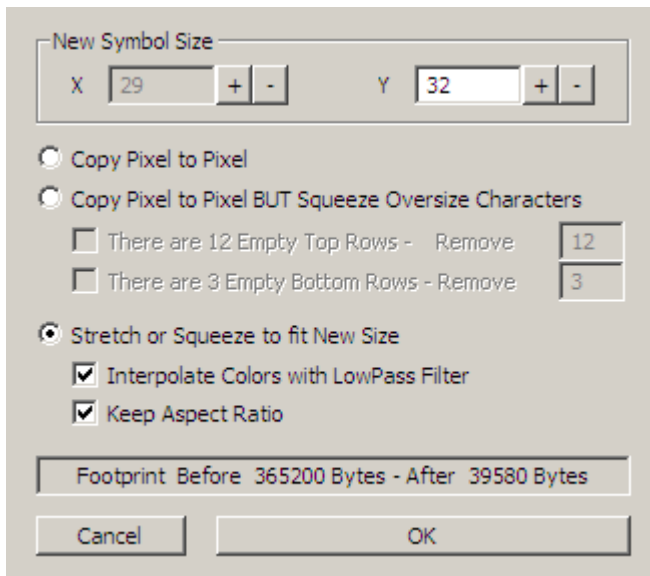 New Symbol Size
X 29 + - Y 32 + -
Copy Pixel to Pixel
Copy Pixel to Pixel BUT Squeeze Oversize Characters
There are 12 Empty Top Rows - Remove 12
There are 3 Empty Bottom Rows - Remove 3
Stretch or Squeeze to fit New Size
Interpolate Colors with LowPass Filter
Keep Aspect Ratio
Footprint Before 365200 Bytes - After 39580 Bytes
Cancel OK